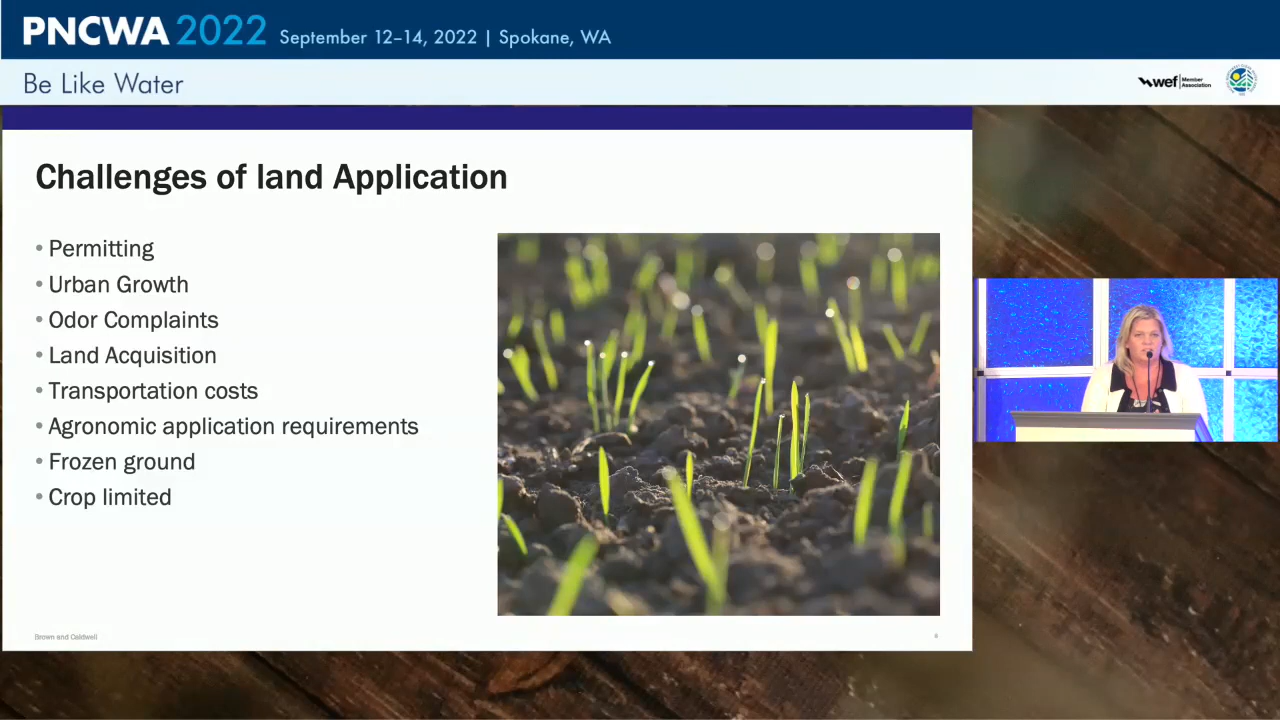 PNCWA 2022 September 12–14, 2022 | Spokane, WA
Be Like Water
wef Member Association
Challenges of land Application
• Permitting
• Urban Growth
• Odor Complaints
• Land Acquisition
• Transportation costs
• Agronomic application requirements
• Frozen ground
• Crop limited
Brown and Caldwell